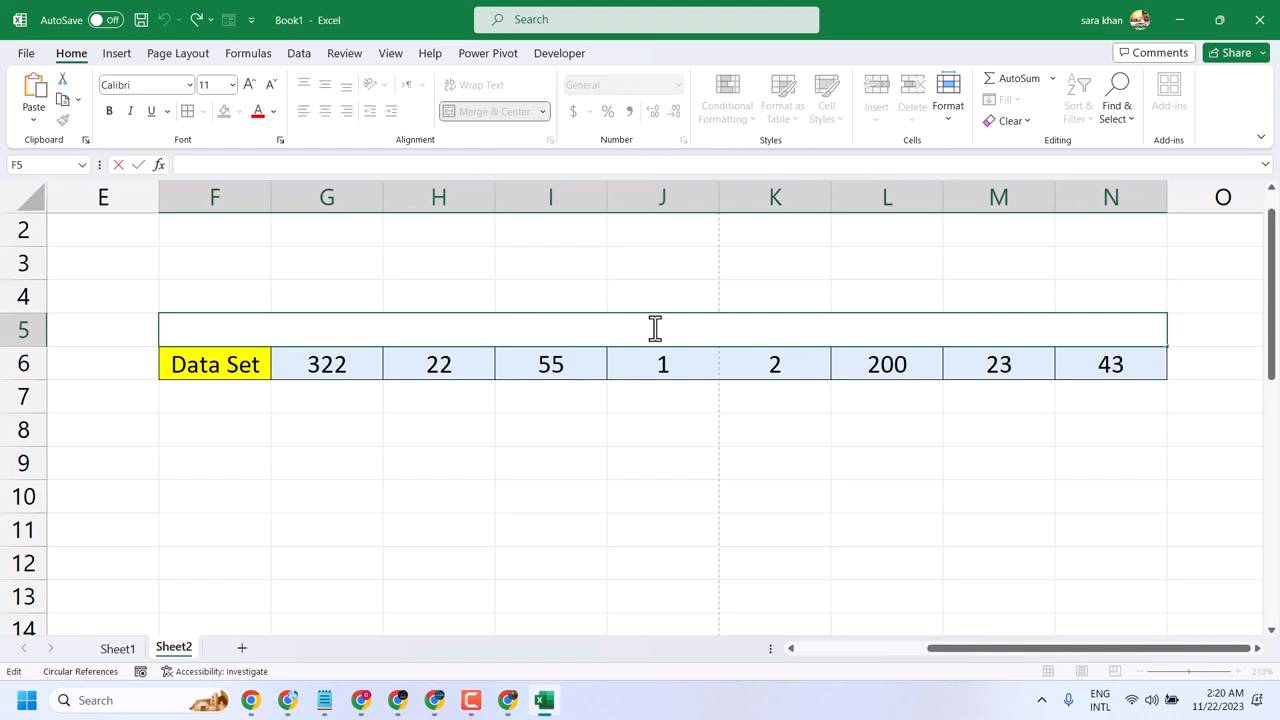 AutoSave Off Book1 - Excel Search sara khan
File Home Insert Page Layout Formulas Data Review View Help Power Pivot Developer Comments Share
Paste Calibri 11 Wrap Text General Conditional Formatting Format as Table Cell Styles Insert Delete Format AutoSum Sort & Filter Find & Select Add-ins
B I U Merge & Center $ % Fill Clear
Clipboard Font Alignment Number Styles Cells Editing Add-ins
F5 fx
E F G H I J K L M N O
2
3
4
5
6 Data Set 322 22 55 1 2 200 23 43
7
8
9
10
11
12
13
14
Sheet1 Sheet2
Edit Circular References Accessibility: Investigate 210%
Search ENG INTL 2:20 AM 11/22/2023